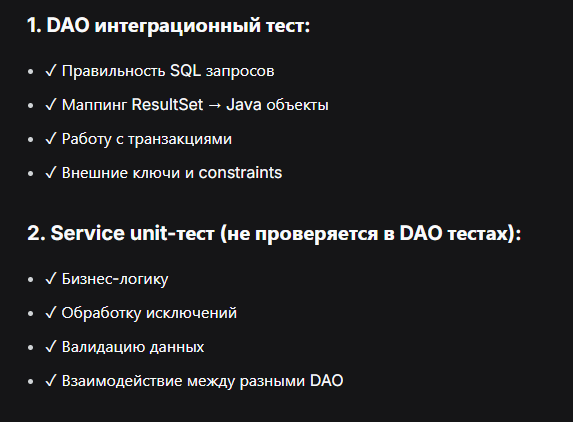 1. DAO интеграционный тест:
• ✓ Правильность SQL запросов
• ✓ Маппинг ResultSet → Java объекты
• ✓ Работу с транзакциями
• ✓ Внешние ключи и constraints
2. Service unit-тест (не проверяется в DAO тестах):
• ✓ Бизнес-логику
• ✓ Обработку исключений
• ✓ Валидацию данных
• ✓ Взаимодействие между разными DAO